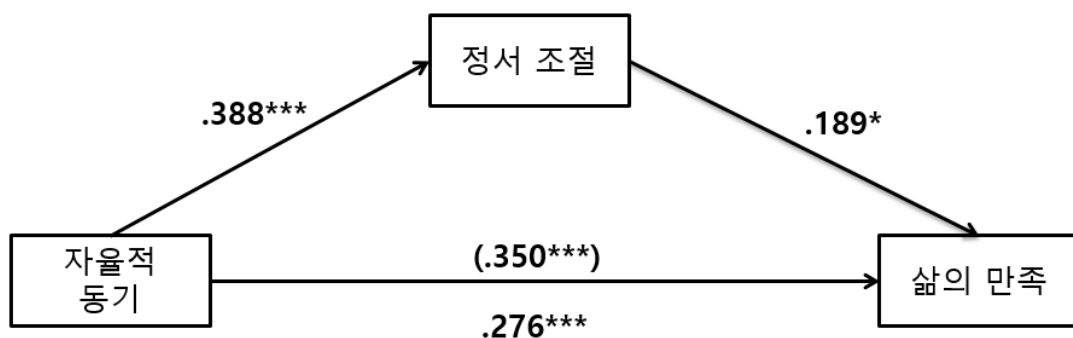 정서 조절
.388***
.189*
자율적
동기
(.350***)
삶의 만족
.276***